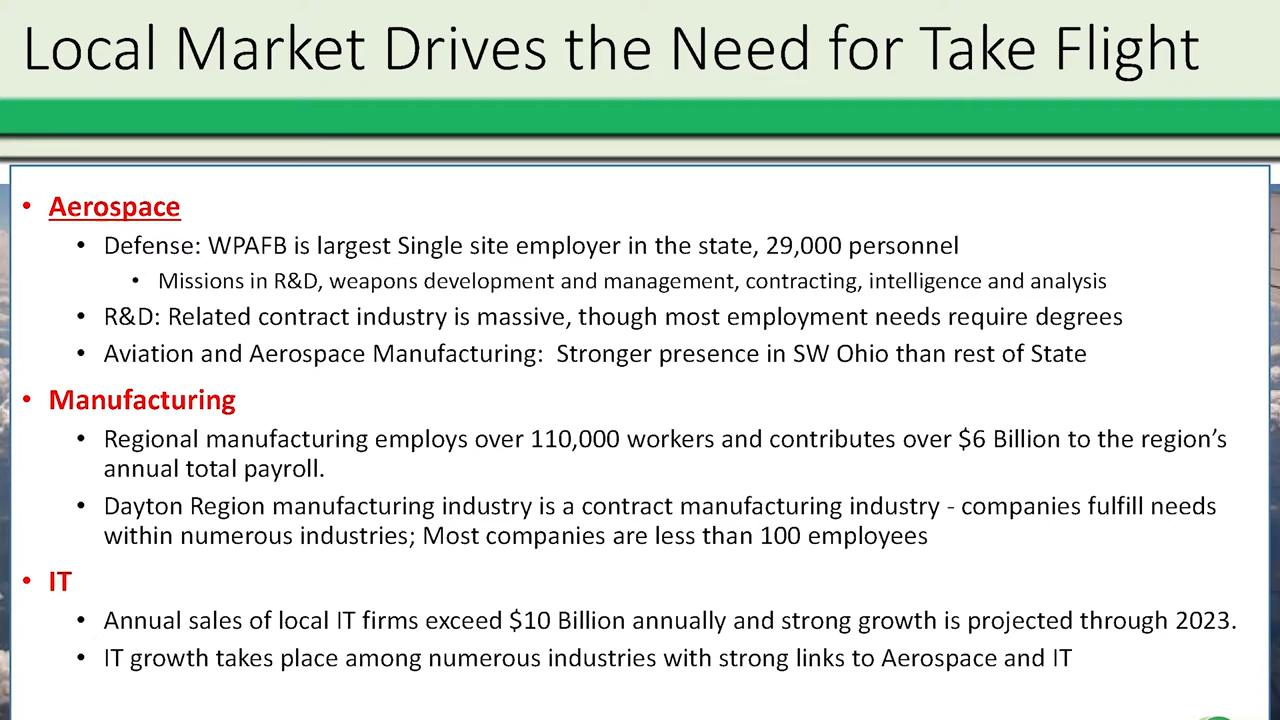 Local Market Drives the Need for Take Flight
• Aerospace
• Defense: WPAFB is largest Single site employer in the state, 29,000 personnel
• Missions in R&D, weapons development and management, contracting, intelligence and analysis
• R&D: Related contract industry is massive, though most employment needs require degrees
• Aviation and Aerospace Manufacturing:  Stronger presence in SW Ohio than rest of State
• Manufacturing
• Regional manufacturing employs over 110,000 workers and contributes over $6 Billion to the region’s
annual total payroll.
• Dayton Region manufacturing industry is a contract manufacturing industry - companies fulfill needs
within numerous industries; Most companies are less than 100 employees
• IT
• Annual sales of local IT firms exceed $10 Billion annually and strong growth is projected through 2023.
• IT growth takes place among numerous industries with strong links to Aerospace and IT